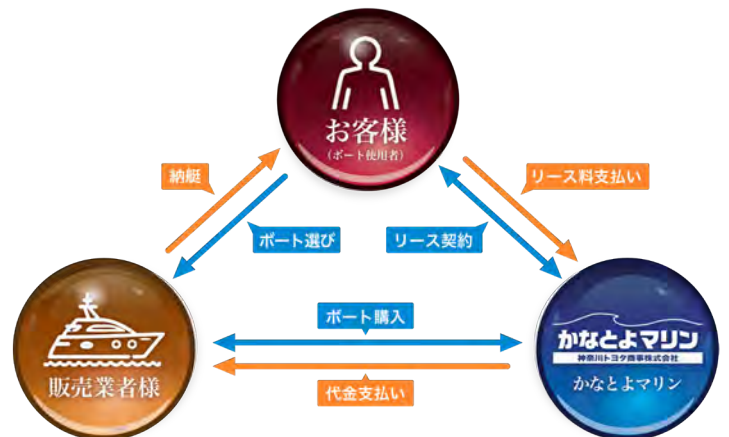 お客様
(ボート使用者)
納艇
リース料支払い
ボート選び
リース契約
ボート購入
かなとよマリン
神奈川トヨタ商事株式会社
販売業者様
かなとよマリン
代金支払い